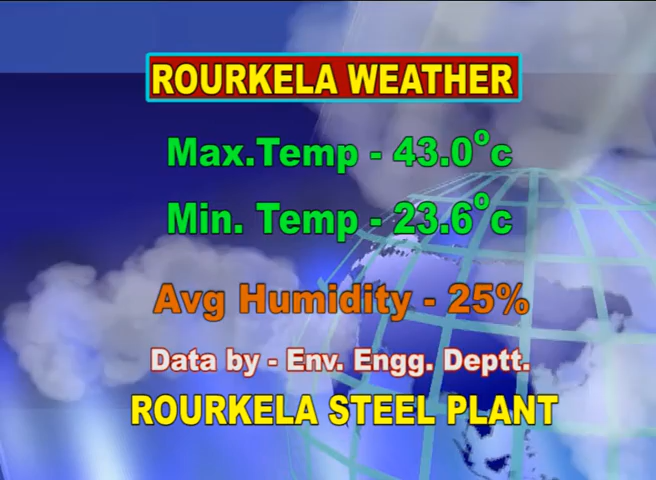 ROURKELA WEATHER
Max.Temp - 43.0°c
Min. Temp - 23.6°c
Avg Humidity - 25%
Data by - Env. Engg. Deptt.
ROURKELA STEEL PLANT